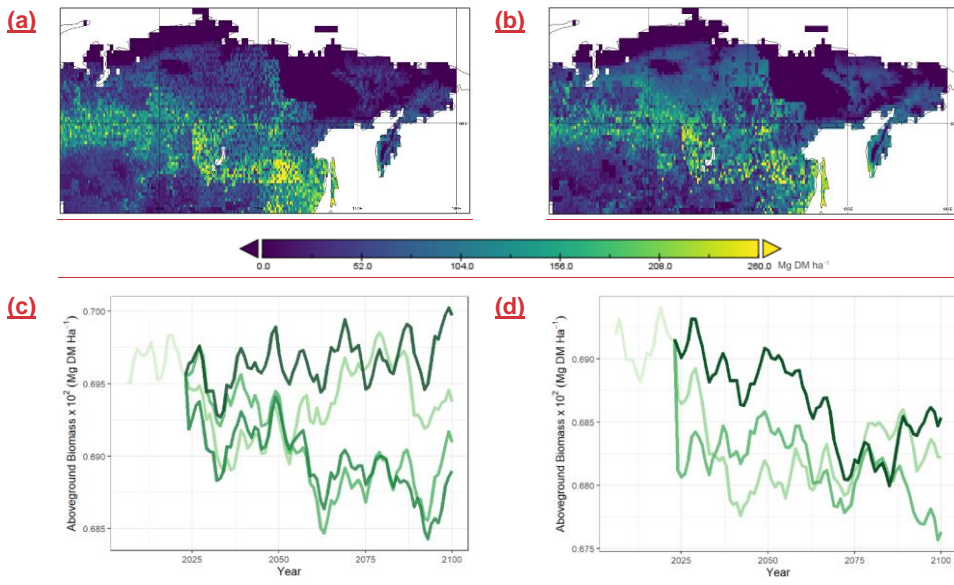 (a)
(b)
0.0 52.0 104.0 156.0 208.0 260.0 Mg DM ha⁻¹
(c)
(d)
Aboveground Biomass x 10² (Mg DM Ha⁻¹)
0.700
0.695
0.690
0.685
2025 2050 2075 2100
Year
Aboveground Biomass x 10² (Mg DM Ha⁻¹)
0.690
0.685
0.680
0.675
2025 2050 2075 2100
Year